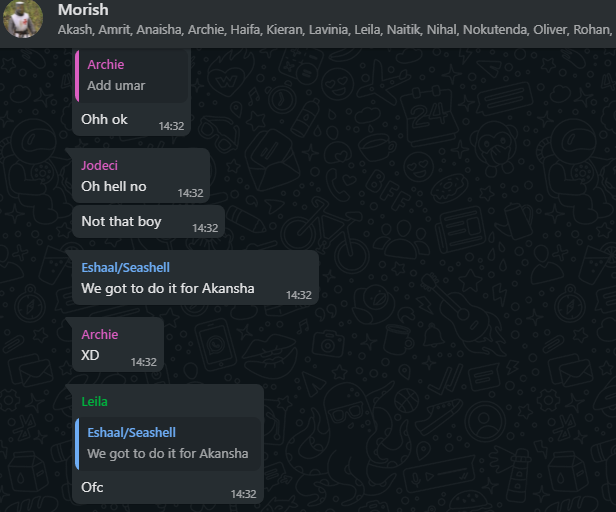 Morish
Akash, Amrit, Anaisha, Archie, Haifa, Kieran, Lavinia, Leila, Naitik, Nihal, Nokutenda, Oliver, Rohan,
Archie
Add umar
Ohh ok
14:32
Jodeci
Oh hell no
14:32
Not that boy
14:32
Eshaal/Seashell
We got to do it for Akansha
14:32
Archie
XD
14:32
Leila
Eshaal/Seashell
We got to do it for Akansha
Ofc
14:32